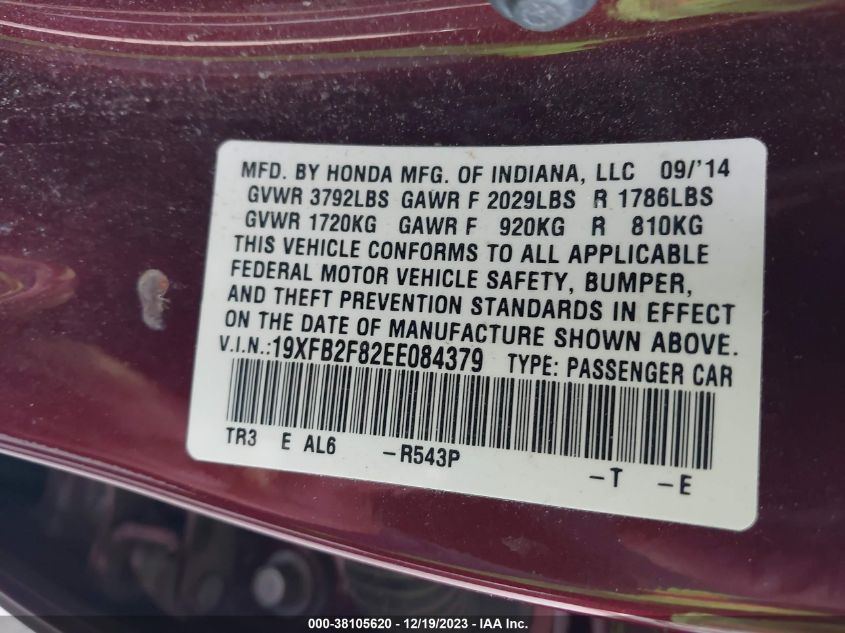 MFD. BY HONDA MFG. OF INDIANA, LLC 09/'14
GVWR 3792LBS GAWR F 2029LBS R 1786LBS
GVWR 1720KG GAWR F 920KG R 810KG
THIS VEHICLE CONFORMS TO ALL APPLICABLE
FEDERAL MOTOR VEHICLE SAFETY, BUMPER,
AND THEFT PREVENTION STANDARDS IN EFFECT
ON THE DATE OF MANUFACTURE SHOWN ABOVE.
V.I.N.:19XFB2F82EE084379 TYPE: PASSENGER CAR
TR3 E AL6 -R543P
-T -E
000-38105620 - 12/19/2023 - IAA Inc.